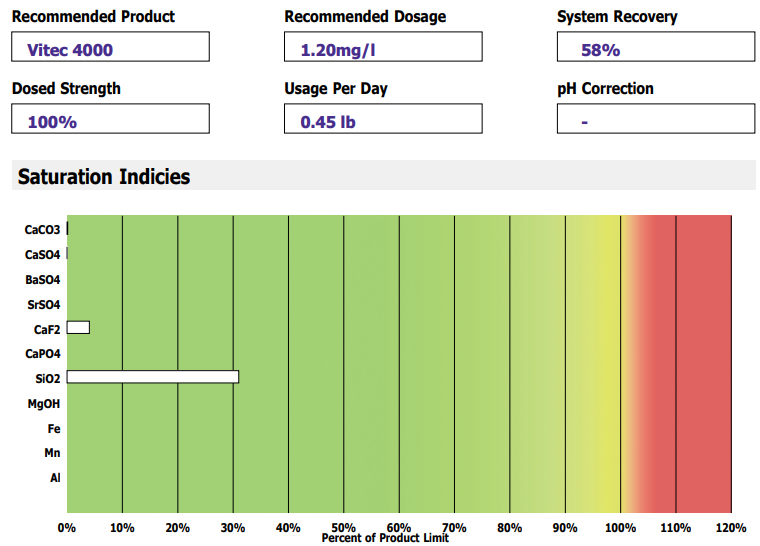 Recommended Product Recommended Dosage System Recovery
Vitec 4000 1.20mg/l 58%
Dosed Strength Usage Per Day pH Correction
100% 0.45 lb -
Saturation Indicies
CaCO3
CaSO4
BaSO4
SrSO4
CaF2
CaPO4
SiO2
MgOH
Fe
Mn
Al
0% 10% 20% 30% 40% 50% 60% 70% 80% 90% 100% 110% 120%
Percent of Product Limit